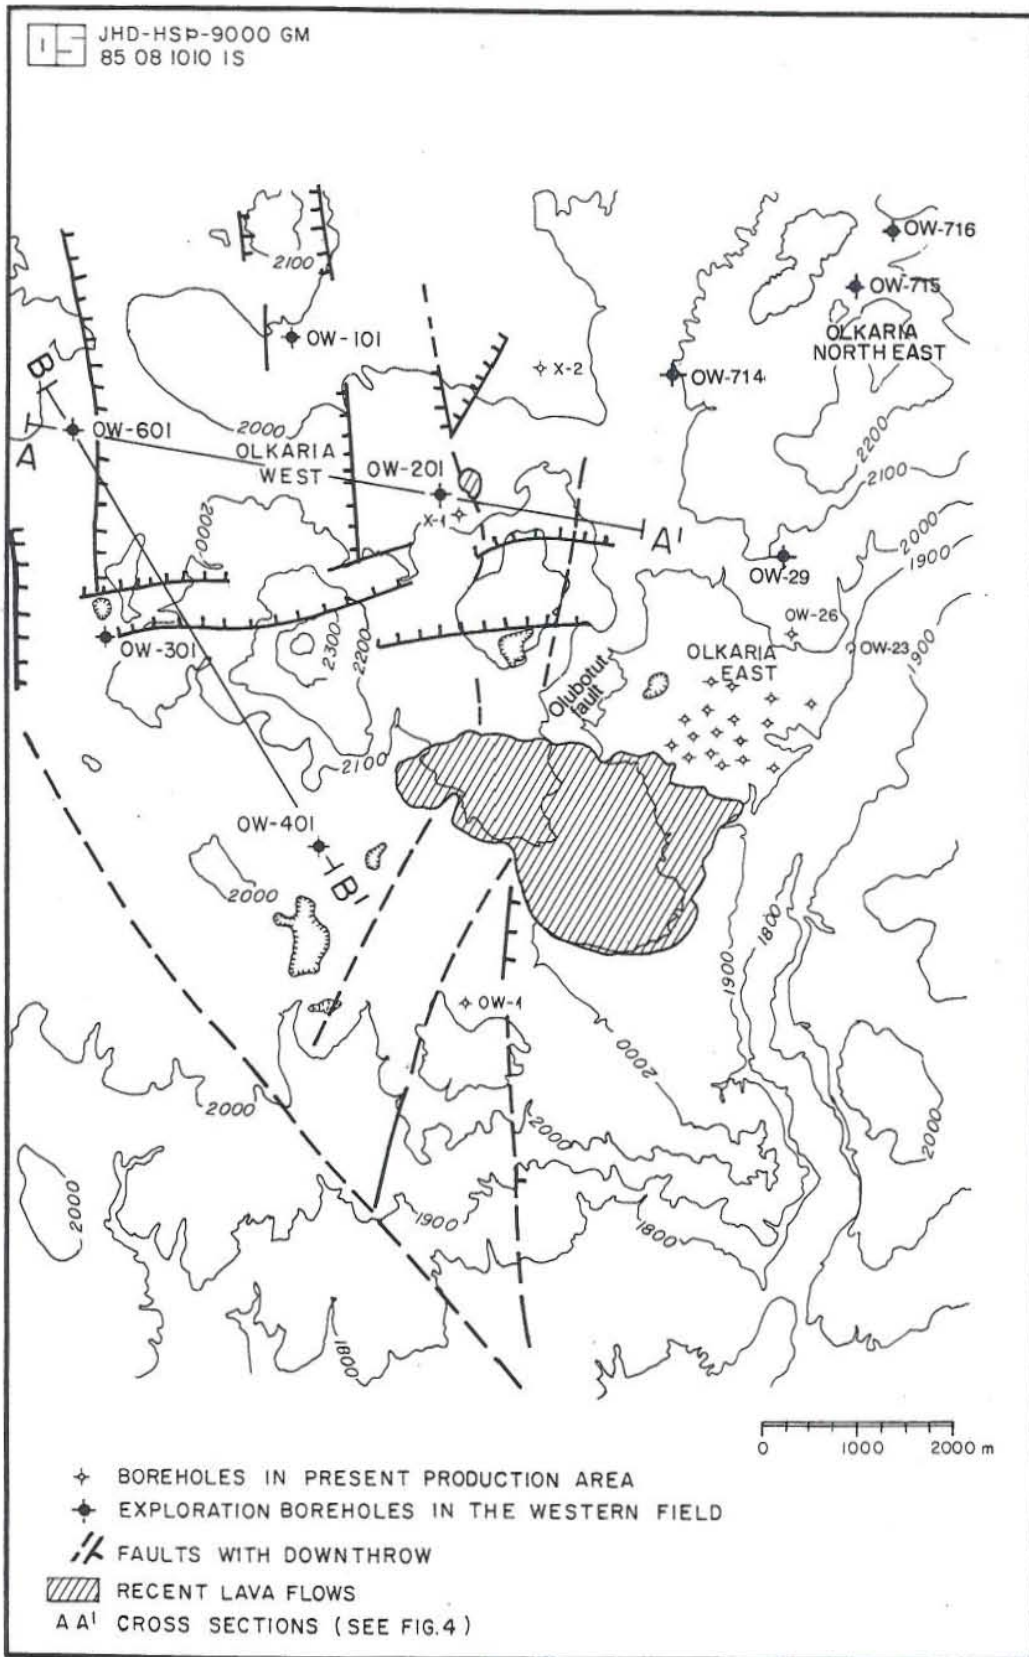 JHD-HSÞ-9000 GM
85 08 1010 IS
OW-716
2100
OW-715
OW-101
OLKARIA
NORTH EAST
X-2
OW-714
B
OW-601
2000
A
OLKARIA
WEST
OW-201
2200
2100
X-1
A'
2000
2000
1900
OW-29
OW-26
OW-301
2300
2200
OLKARIA
EAST
OW-23
1900
Olubotut
fault
2100
OW-401
B'
2000
1800
1900
OW-1
2000
2000
2000
2000
2000
1900
1800
1800
0 1000 2000 m
BOREHOLES IN PRESENT PRODUCTION AREA
EXPLORATION BOREHOLES IN THE WESTERN FIELD
FAULTS WITH DOWNTHROW
RECENT LAVA FLOWS
A A' CROSS SECTIONS (SEE FIG.4)